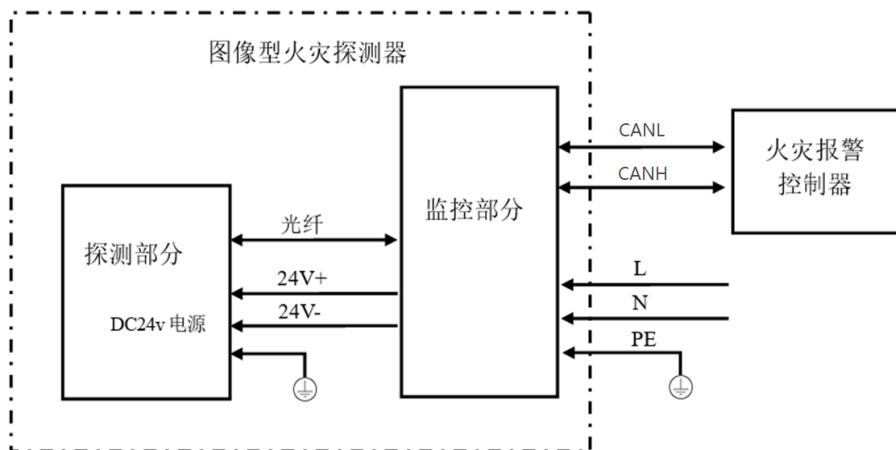 图像型火灾探测器
CANL
火灾报警
控制器
CANH
监控部分
光纤
探测部分
L
24V+
N
24V-
DC24v 电源
PE